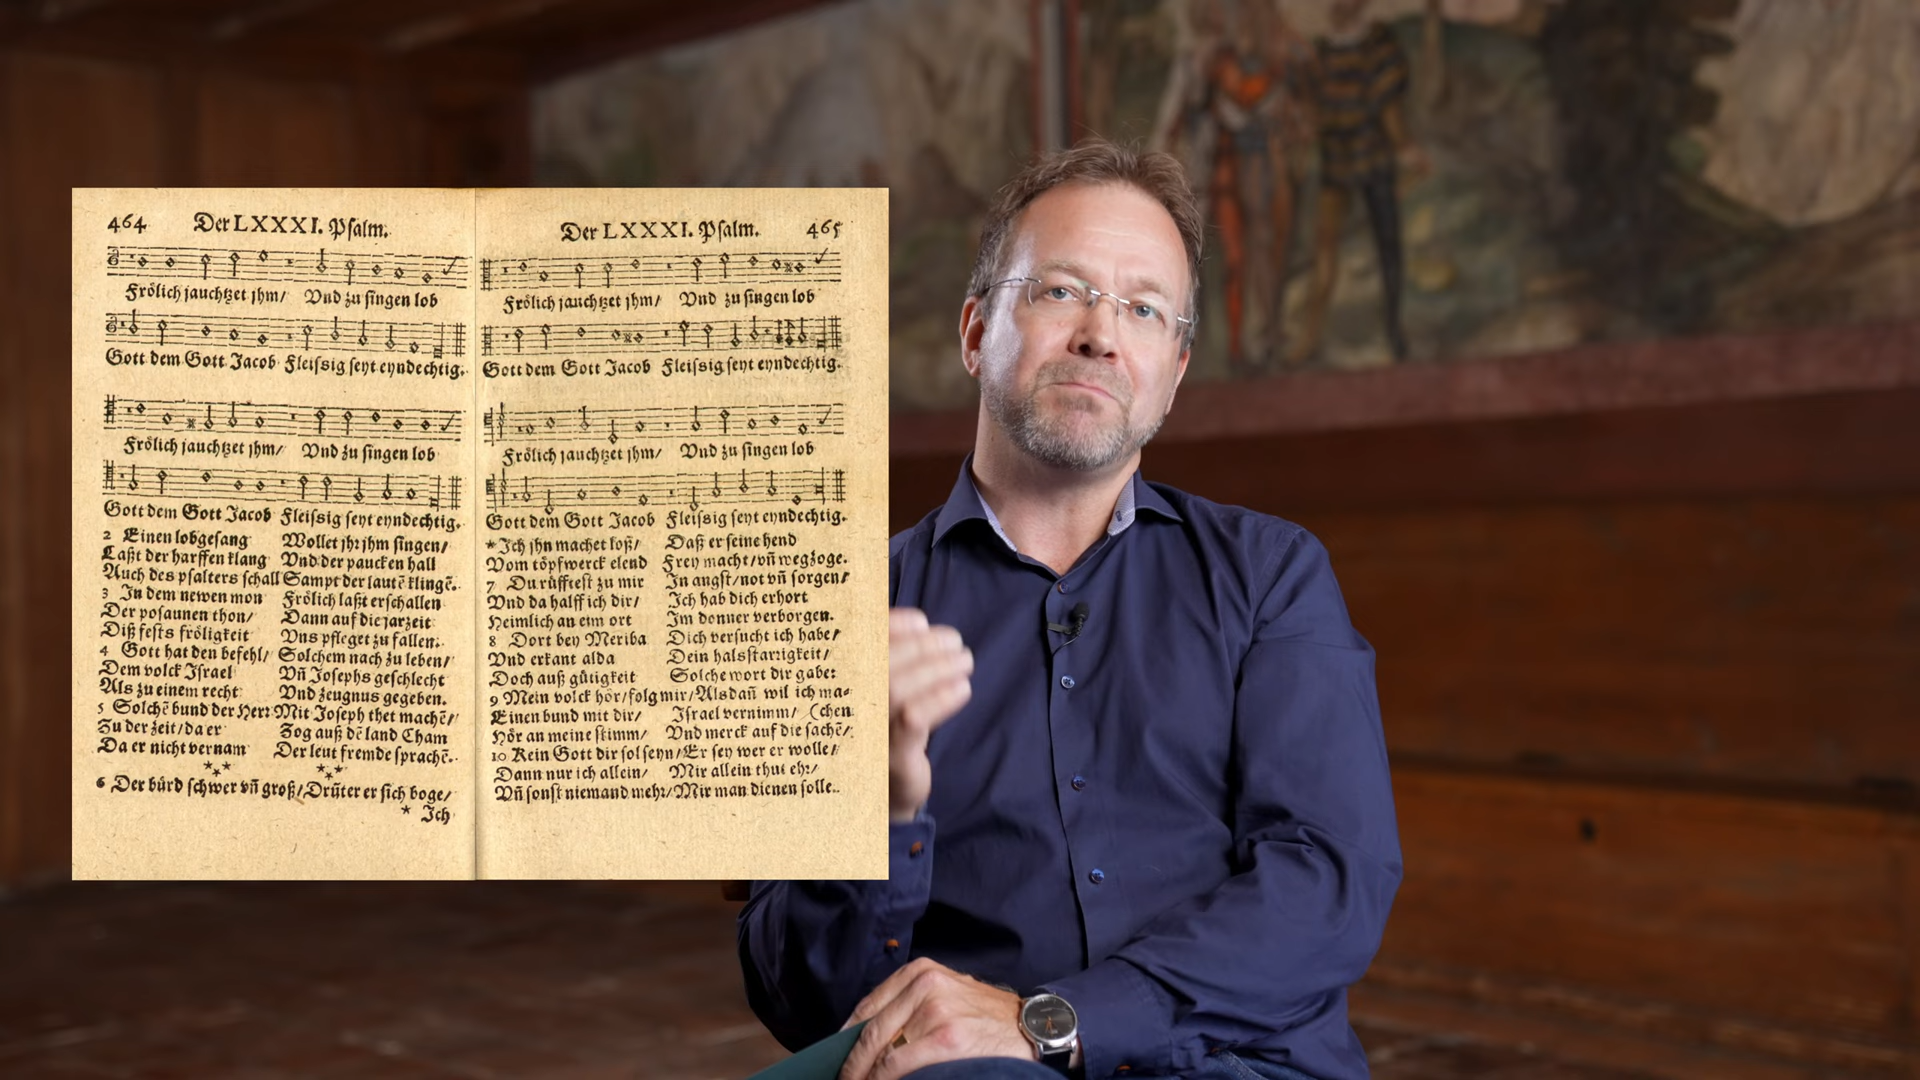 464 Der LXXXI. Psalm.
Frölich jauchtzet jhm/ Vnd zu singen lob
Gott dem Gott Jacob Fleissig seyt eyndechtig.
Frölich jauchtzet jhm/ Vnd zu singen lob
Gott dem Gott Jacob Fleissig seyt eyndechtig.
2 Einen lobgesang Wollet jhr jhm singen/
Laßt der harffen klang Vnd der paucken hall
Auch des psalters schall Sampt der lautē klingē.
3 In dem newen mon Frölich laßt erschallen
Der posaunen thon/ Dann auf die jarzeit
Diß fests fröligkeit Vns pfleget zu fallen.
4 Gott hat den befehl/ Solchem nach zu leben/
Dem volck Israel Vn̄ Josephs geschlecht
Als zu einem recht Vnd zeugnus gegeben.
5 Solchē bund der Herr Mit Joseph thet machē/
Zu der zeit/da er Zog auß dē land Cham
Da er nicht vernam Der leut fremde sprachē.
6 Der bürd schwer vn̄ groß/Drūter er sich boge/
* Ich
Der LXXXI. Psalm. 465
Frölich jauchtzet jhm/ Vnd zu singen lob
Gott dem Gott Jacob Fleissig seyt eyndechtig.
Frölich jauchtzet jhm/ Vnd zu singen lob
Gott dem Gott Jacob Fleissig seyt eyndechtig.
*Ich jhn machet loß/ Daß er seine hend
Vom töpfwerck elend Frey macht/vn̄ wegzoge.
7 Du rüfftest zu mir In angst/not vn̄ sorgen/
Vnd da halff ich dir/ Ich hab dich erhort
Heimlich an eim ort Im donner verborgen.
8 Dort bey Meriba Dich versucht ich habe/
Vnd erkant alda Dein halsstarrigkeit/
Doch auß gütigkeit Solche wort dir gabe:
9 Mein volck hör/folg mir/Alsdan̄ wil ich ma-
Einen bund mit dir/ Israel vernimm/ (chen
Hör an meine stimm/ Vnd merck auf die sachē/
10 Kein Gott dir sol seyn/Er sey wer er wolle/
Dann nur ich allein/ Mir allein thut ehr/
Vn̄ sonst niemand mehr/Mir man dienen solle.